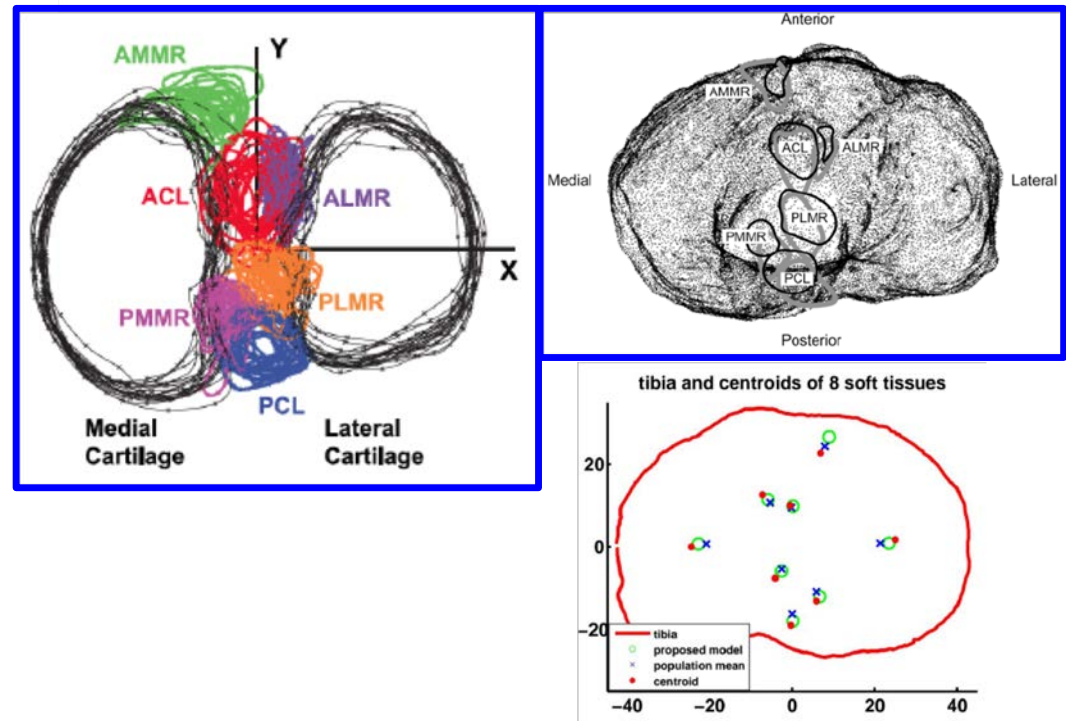 AMMR
Y
ACL
ALMR
X
PMMR
PLMR
PCL
Medial
Cartilage
Lateral
Cartilage
Anterior
AMMR
ACL
ALMR
Medial
Lateral
PLMR
PMMR
PCL
Posterior
tibia and centroids of 8 soft tissues
20
0
−20
tibia
proposed model
population mean
centroid
−40 −20 0 20 40